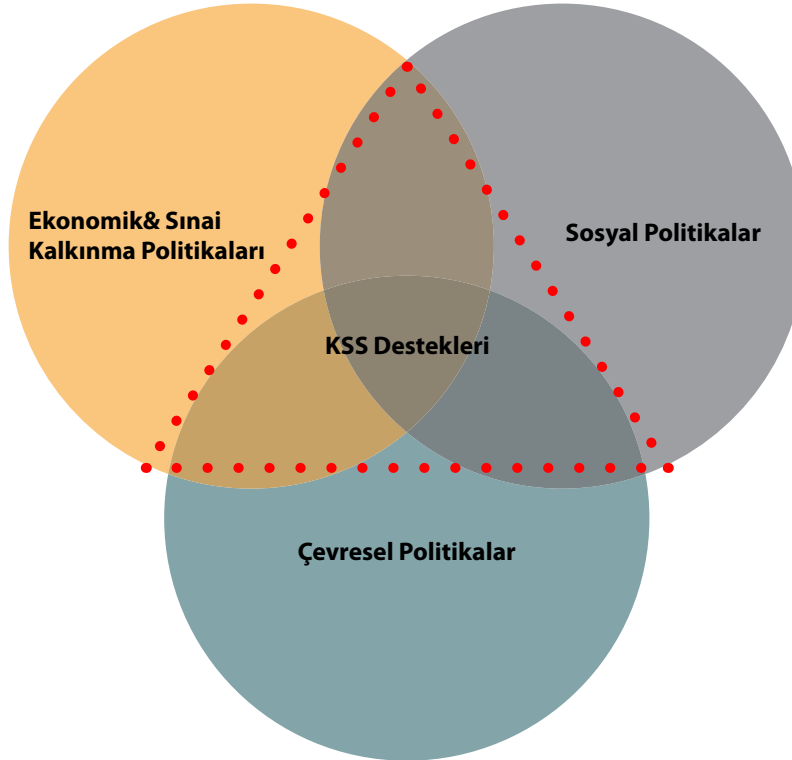 Ekonomik& Sınai
Kalkınma Politikaları
Sosyal Politikalar
KSS Destekleri
Çevresel Politikalar